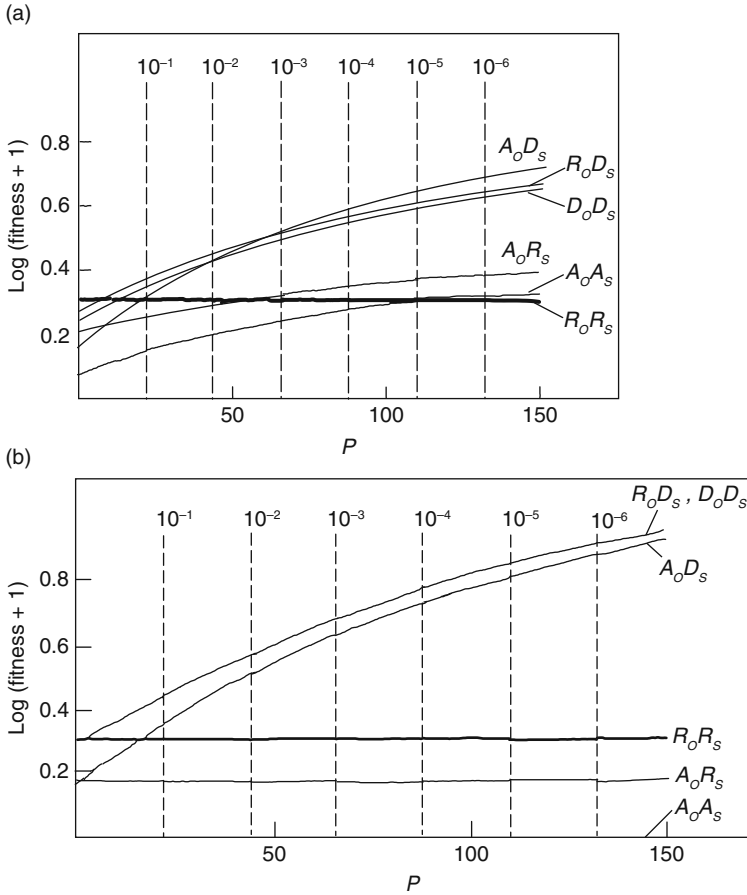 (a)
10⁻¹ 10⁻² 10⁻³ 10⁻⁴ 10⁻⁵ 10⁻⁶
0.8
A_O D_S
R_O D_S
0.6
D_O D_S
Log (fitness + 1)
A_O R_S
0.4
A_O A_S
R_O R_S
0.2
50 100 150
P
(b)
R_O D_S , D_O D_S
10⁻¹ 10⁻² 10⁻³ 10⁻⁴ 10⁻⁵ 10⁻⁶
A_O D_S
0.8
Log (fitness + 1)
0.6
0.4
R_O R_S
0.2
A_O R_S
A_O A_S
50 100 150
P